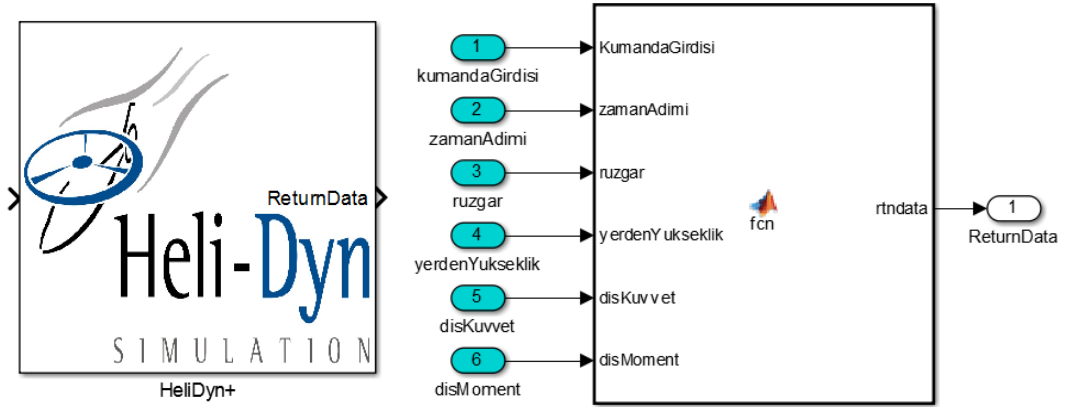 ReturnData
Heli-Dyn
SIMULATION
HeliDyn+
1
kumandaGirdisi
2
zamanAdimi
3
ruzgar
4
yerdenYukseklik
5
disKuvvet
6
disMoment
KumandaGirdisi
zamanAdimi
ruzgar
yerdenYukseklik
disKuvvet
disMoment
fcn
rtndata
1
ReturnData